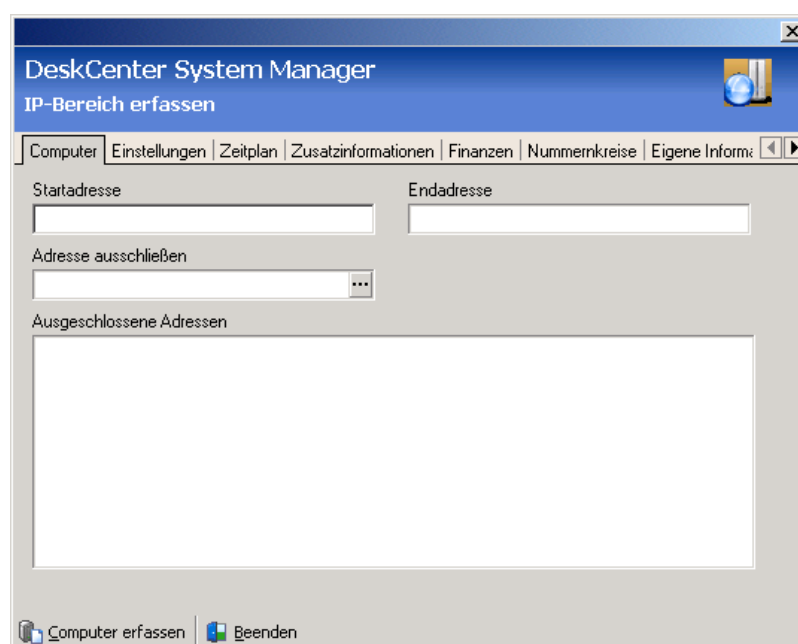 DeskCenter System Manager
IP-Bereich erfassen
Computer Einstellungen Zeitplan Zusatzinformationen Finanzen Nummernkreise Eigene Informa
Startadresse Endadresse
Adresse ausschließen
...
Ausgeschlossene Adressen
Computer erfassen Beenden